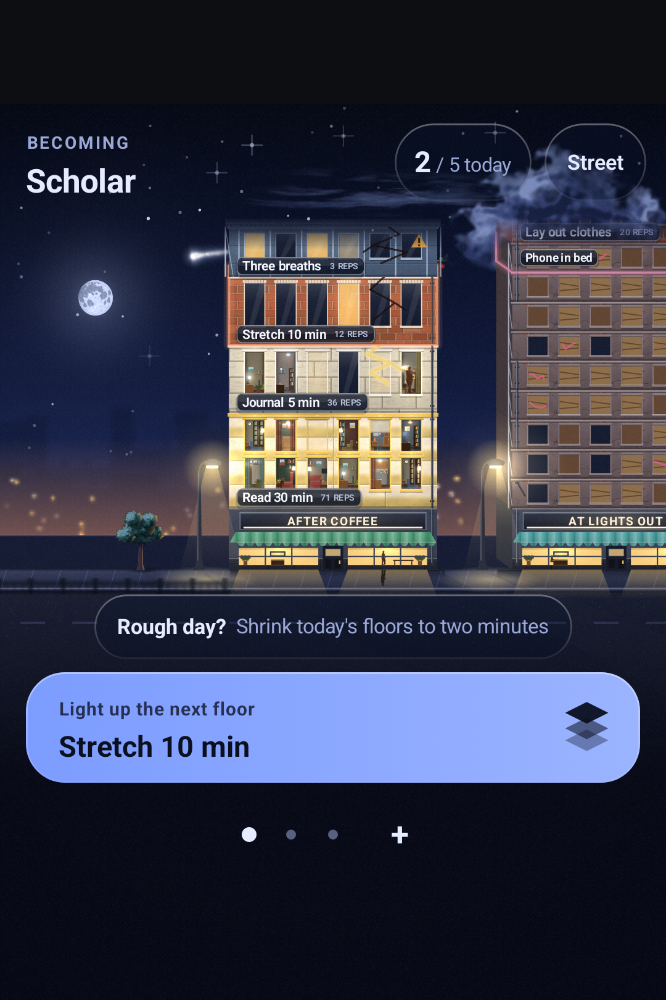 BECOMING
Scholar
2 / 5 today
Street
Lay out clothes 20 REPS
Phone in bed
Three breaths 3 REPS
Stretch 10 min 12 REPS
Journal 5 min 36 REPS
Read 30 min 71 REPS
AFTER COFFEE
AT LIGHTS OUT
Rough day? Shrink today's floors to two minutes
Light up the next floor
Stretch 10 min